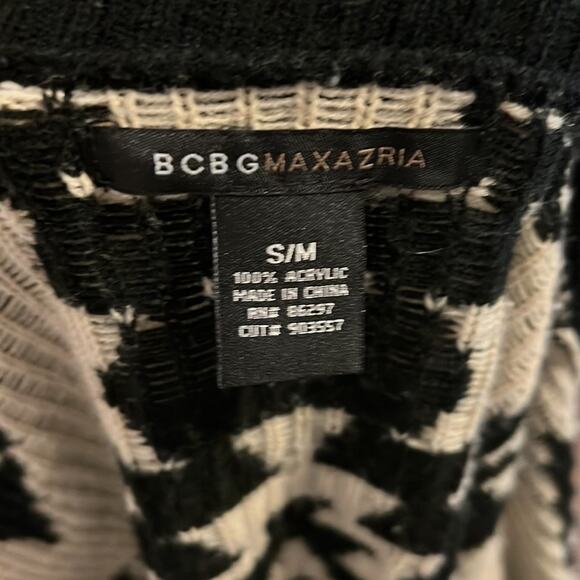 BCBGMAXAZRIA
S/M
100% ACRYLIC
MADE IN CHINA
RN# 86297
CUT# 903557